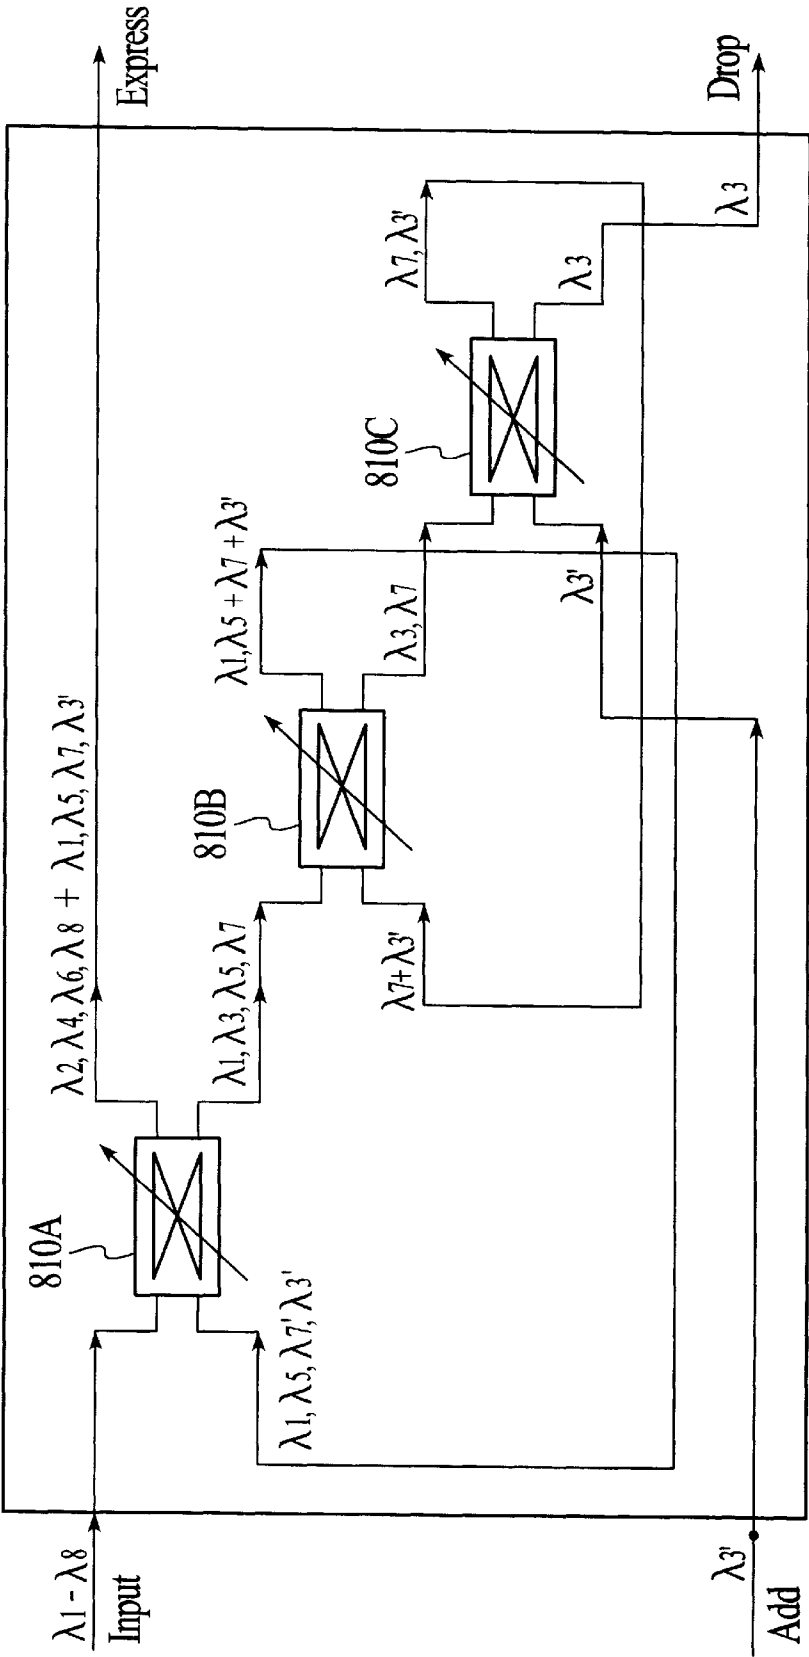 λ1 - λ8
Input
810A
λ2, λ4, λ6, λ8 + λ1, λ5, λ7, λ3'
Express
λ1, λ3, λ5, λ7
λ1, λ5, λ7', λ3'
810B
λ1, λ5 + λ7 + λ3'
λ3, λ7
λ7+λ3'
810C
λ7, λ3'
λ3
λ3'
λ3
Drop
λ3'
Add